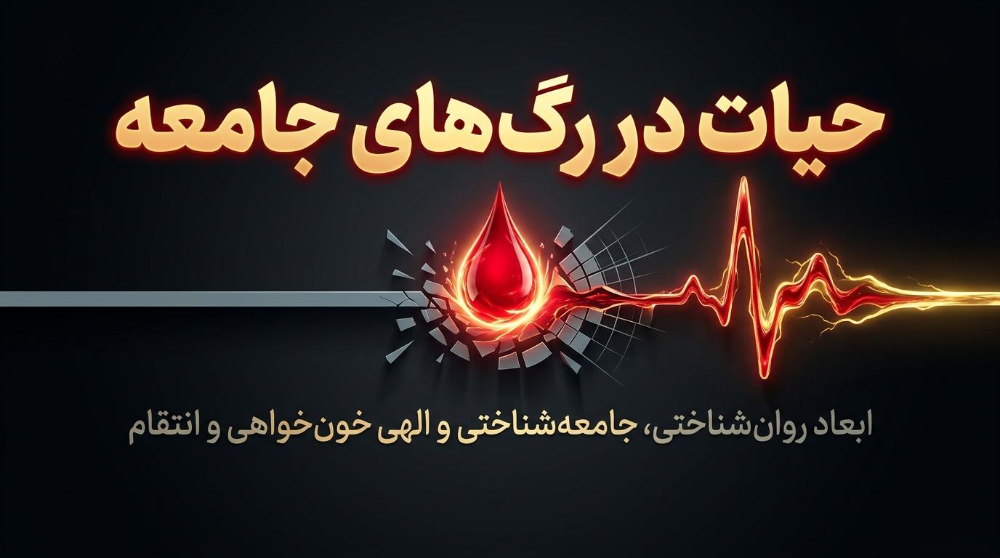 حیات در رگ‌های جامعه
ابعاد روان‌شناختی، جامعه‌شناختی و الهی خون‌خواهی و انتقام